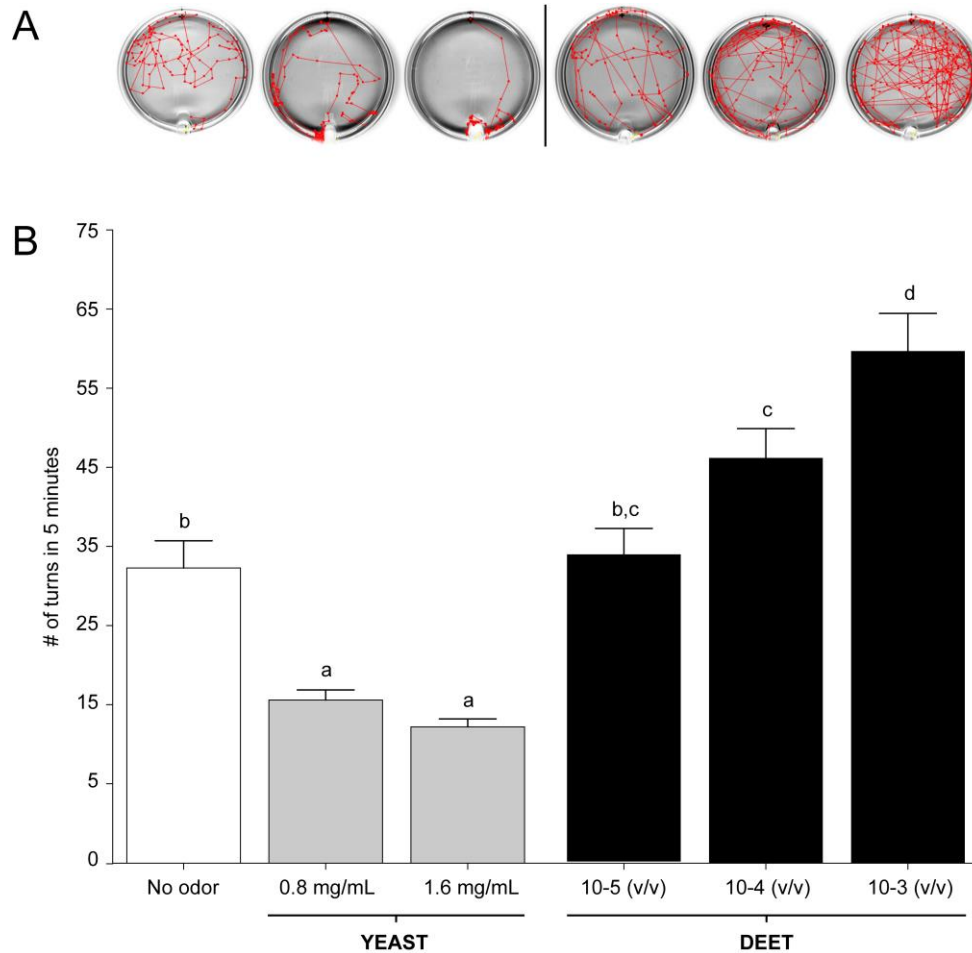 A
B
75
65
55
45
35
25
15
5
0
# of turns in 5 minutes
b
a
a
b,c
c
d
No odor
0.8 mg/mL
1.6 mg/mL
10-5 (v/v)
10-4 (v/v)
10-3 (v/v)
YEAST
DEET